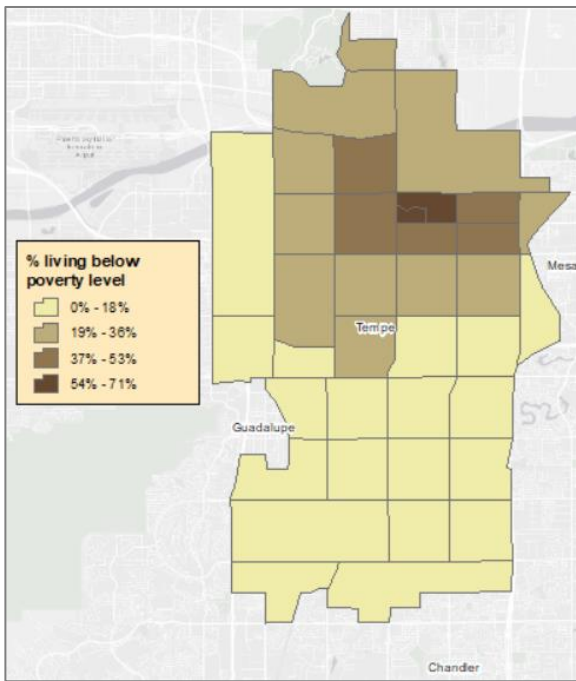 % living below
poverty level
0% - 18%
19% - 36%
37% - 53%
54% - 71%
Mesa
Tempe
Guadalupe
Chandler